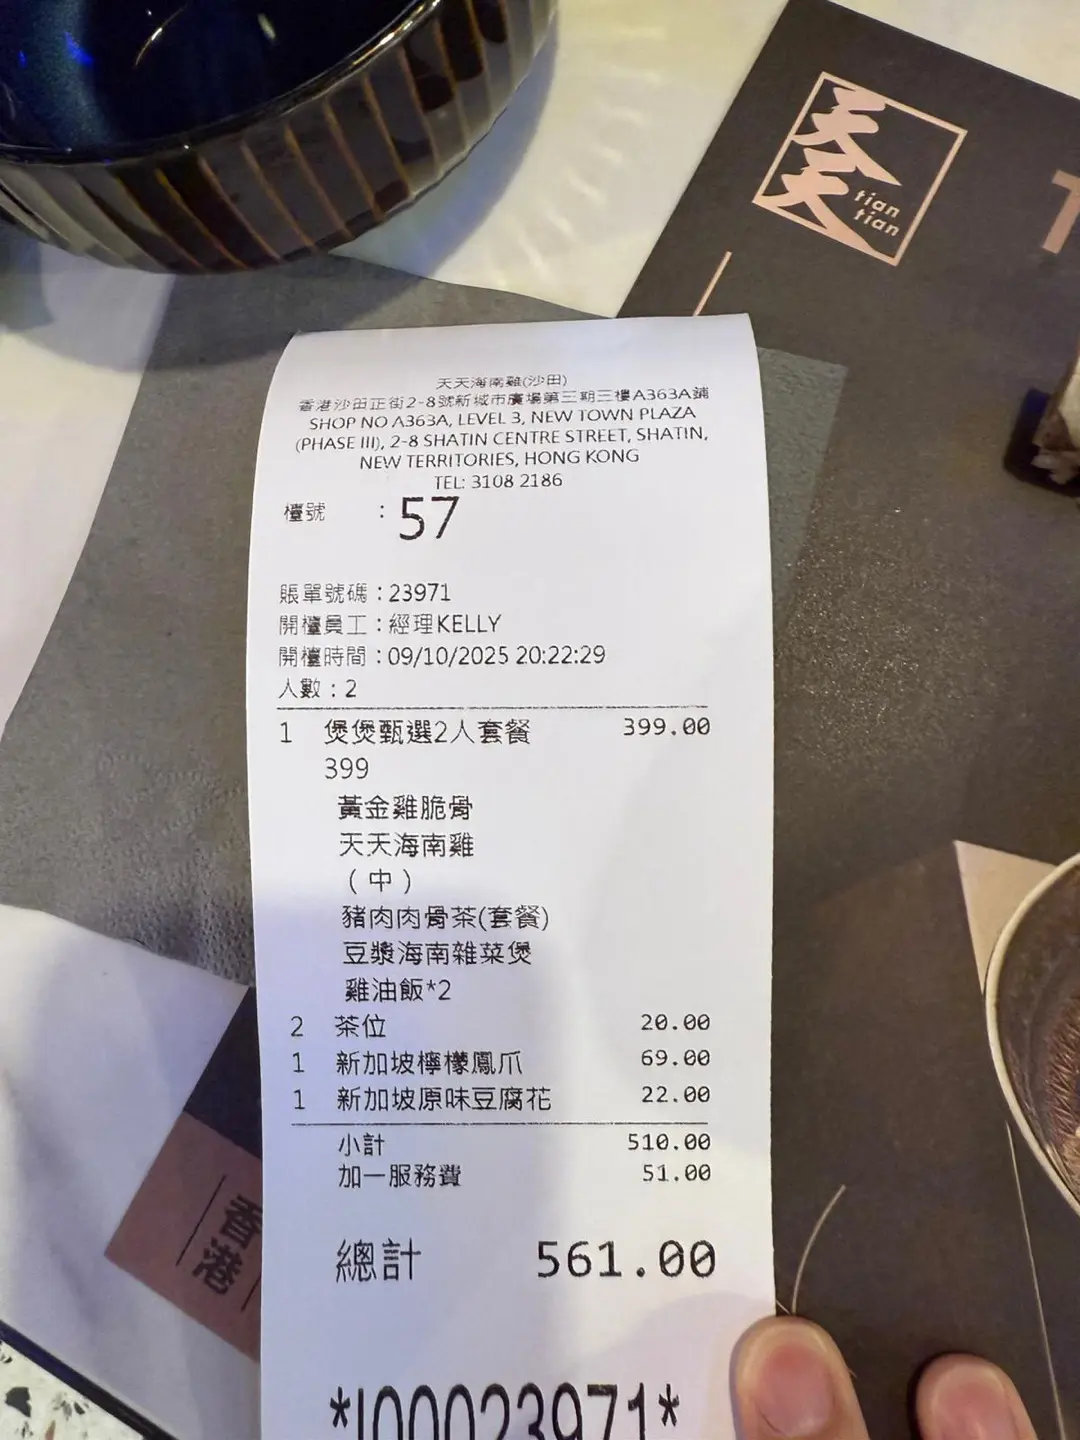 天天
tian
tian
T
天天海南雞(沙田)
香港沙田正街2-8號新城市廣場第三期三樓A363A鋪
SHOP NO A363A, LEVEL 3, NEW TOWN PLAZA
(PHASE III), 2-8 SHATIN CENTRE STREET, SHATIN,
NEW TERRITORIES, HONG KONG
TEL: 3108 2186
檯號 : 57
賬單號碼 : 23971
開檯員工 : 經理KELLY
開檯時間 : 09/10/2025 20:22:29
人數 : 2
1 煲煲甄選2人套餐 399.00
399
黃金雞脆骨
天天海南雞
( 中 )
豬肉肉骨茶(套餐)
豆漿海南雜菜煲
雞油飯*2
2 茶位 20.00
1 新加坡檸檬鳳爪 69.00
1 新加坡原味豆腐花 22.00
小計 510.00
加一服務費 51.00
總計 561.00
*I00023971*
香港